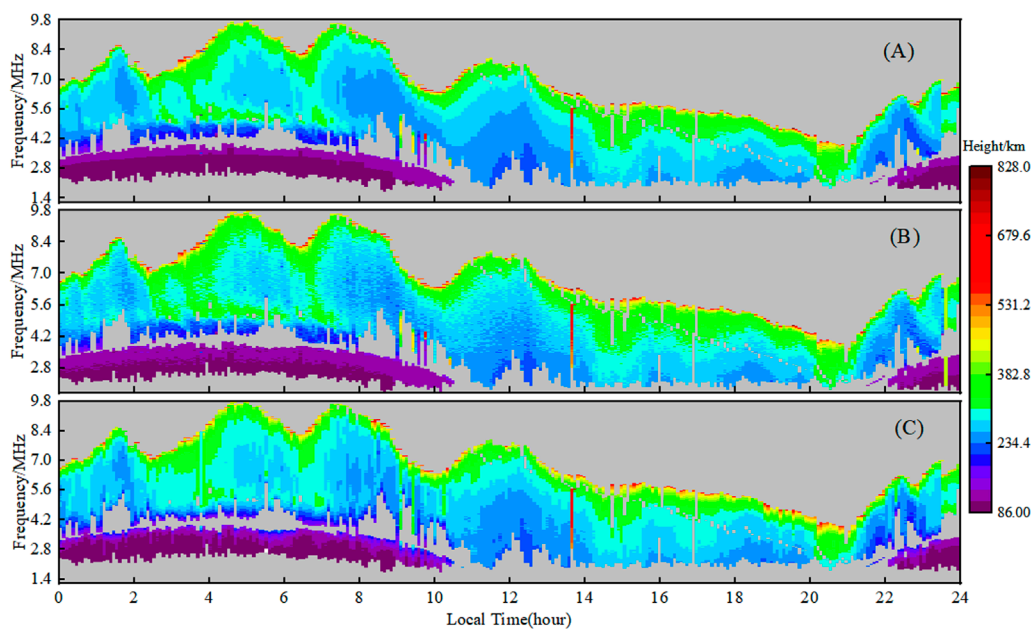 9.8
8.4
7.0
5.6
4.2
2.8
1.4
Frequency/MHz
(A)
9.8
8.4
7.0
5.6
4.2
2.8
Frequency/MHz
(B)
9.8
8.4
7.0
5.6
4.2
2.8
1.4
Frequency/MHz
(C)
0 2 4 6 8 10 12 14 16 18 20 22 24
Local Time(hour)
Height/km
828.0
679.6
531.2
382.8
234.4
86.00